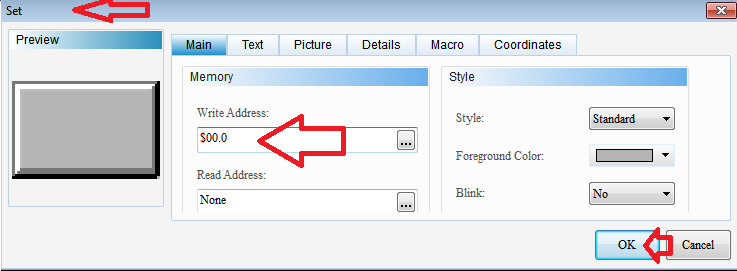 Set
Preview
Main Text Picture Details Macro Coordinates
Memory
Write Address:
$00.0
...
Read Address:
None
...
Style
Style:
Standard
Foreground Color:
Blink:
No
OK
Cancel